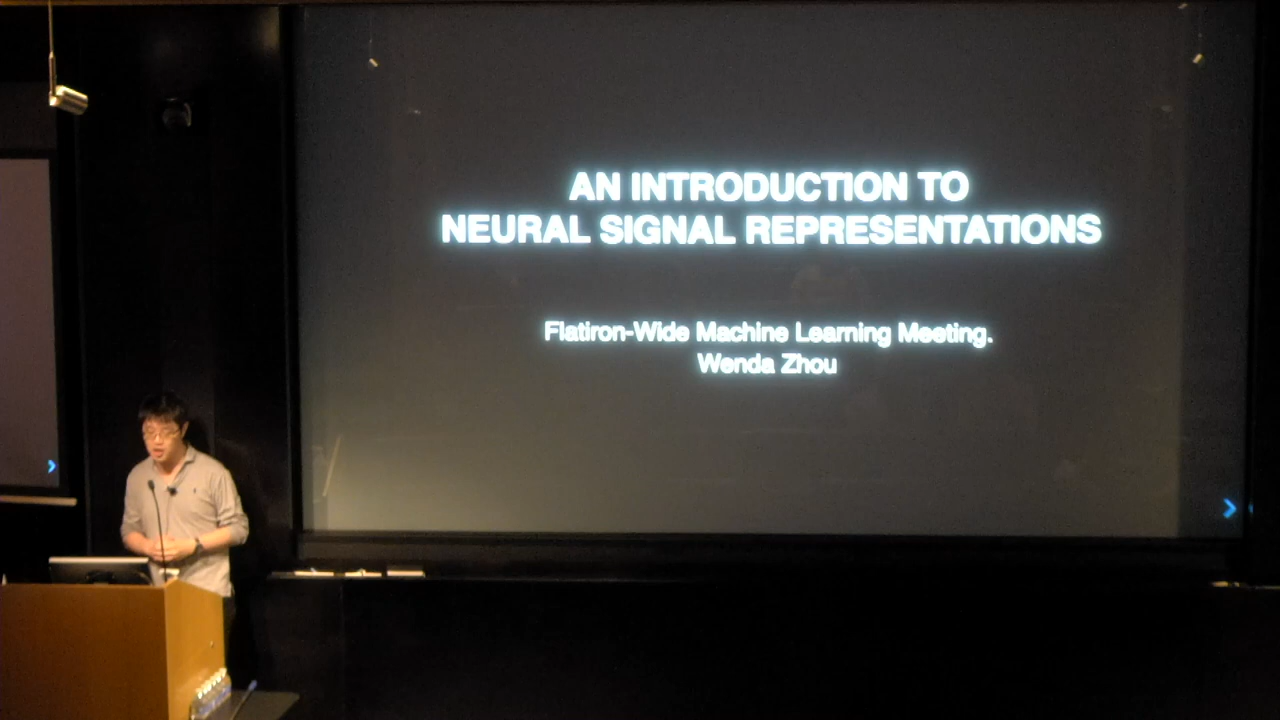 AN INTRODUCTION TO
NEURAL SIGNAL REPRESENTATIONS
Flatiron-Wide Machine Learning Meeting.
Wenda Zhou